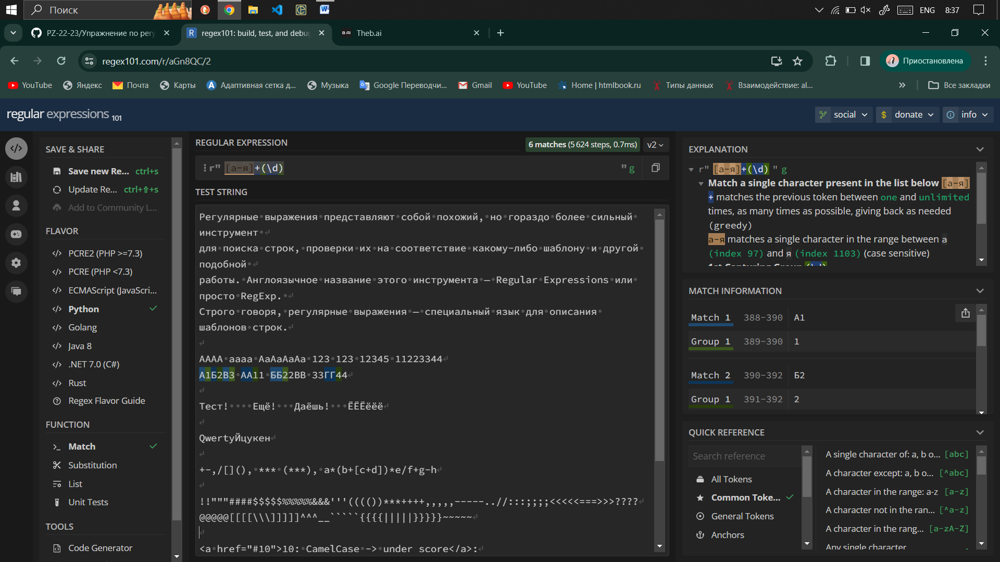 Поиск
ENG
8:37
PZ-22-23/Упражнение по регу
regex101: build, test, and debug
Theb.ai
regex101.com/r/aGn8QC/2
Приостановлена
YouTube
Яндекс
Почта
Карты
Адаптивная сетка д...
Музыка
Google Переводчи...
Gmail
YouTube
Home | htmlbook.ru
Типы данных
Взаимодействие: al...
Все закладки
regular expressions 101
social
donate
info
SAVE & SHARE
Save new Re... ctrl+s
Update Re... ctrl+⇧+s
Add to Community L...
FLAVOR
PCRE2 (PHP >=7.3)
PCRE (PHP <7.3)
ECMAScript (JavaScri...
Python
Golang
Java 8
.NET 7.0 (C#)
Rust
Regex Flavor Guide
FUNCTION
Match
Substitution
List
Unit Tests
TOOLS
Code Generator
REGULAR EXPRESSION
6 matches (5 624 steps, 0.7ms)
v2
r" [a-я]+(\d) " g
TEST STRING
Регулярные выражения представляют собой похожий, но гораздо более сильный
инструмент
для поиска строк, проверки их на соответствие какому-либо шаблону и другой
подобной
работы. Англоязычное название этого инструмента — Regular Expressions или
просто RegExp.
Строго говоря, регулярные выражения — специальный язык для описания
шаблонов строк.
АААА аааа АаАаАаАа 123 123 12345 11223344
А1Б2В3 АА11 ББ22ВВ 33ГГ44
Тест!    Ещё!   Даёшь!   ЁЁЁёёё
QwertyЙцукен
+-,/[](), *** (***), a*(b+[c+d])*e/f+g-h
!!"""####$$$$$%%%%%&&&'''(((())***++++,,,,,-----..//:::;;;;<<<<<===>>>????
@@@@@[[[[\\\]]]]]^^^__`````{{{{|||||}}}}}~~~~~
<a href="#10">10: CamelCase -> under score</a>:
EXPLANATION
r" [a-я]+(\d) " g
Match a single character present in the list below [a-я]
+ matches the previous token between one and unlimited
times, as many times as possible, giving back as needed
(greedy)
a-я matches a single character in the range between a
(index 97) and я (index 1103) (case sensitive)
1st Capturing Group (\d)
MATCH INFORMATION
Match 1 388-390 А1
Group 1 389-390 1
Match 2 390-392 Б2
Group 1 391-392 2
QUICK REFERENCE
Search reference
All Tokens
Common Toke...
General Tokens
Anchors
A single character of: a, b o... [abc]
A character except: a, b o... [^abc]
A character in the range: a-z [a-z]
A character not in the ran... [^a-z]
A character in the rang... [a-zA-Z]
Any single character .